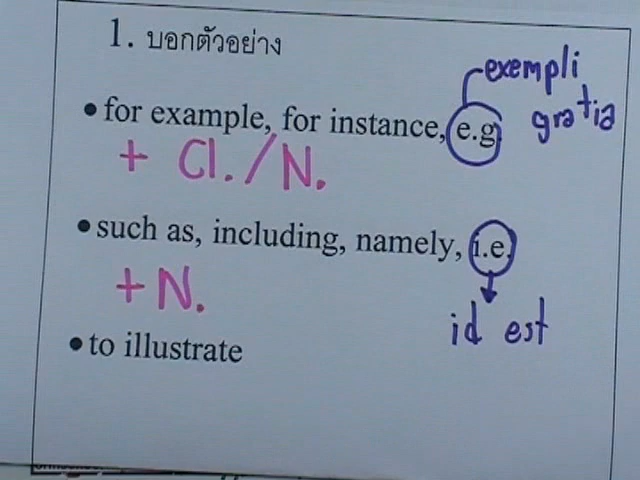 1. บอกตัวอย่าง
exempli
gratia
• for example, for instance, e.g.
+ Cl./N.
• such as, including, namely, i.e.
+ N.
id est
• to illustrate